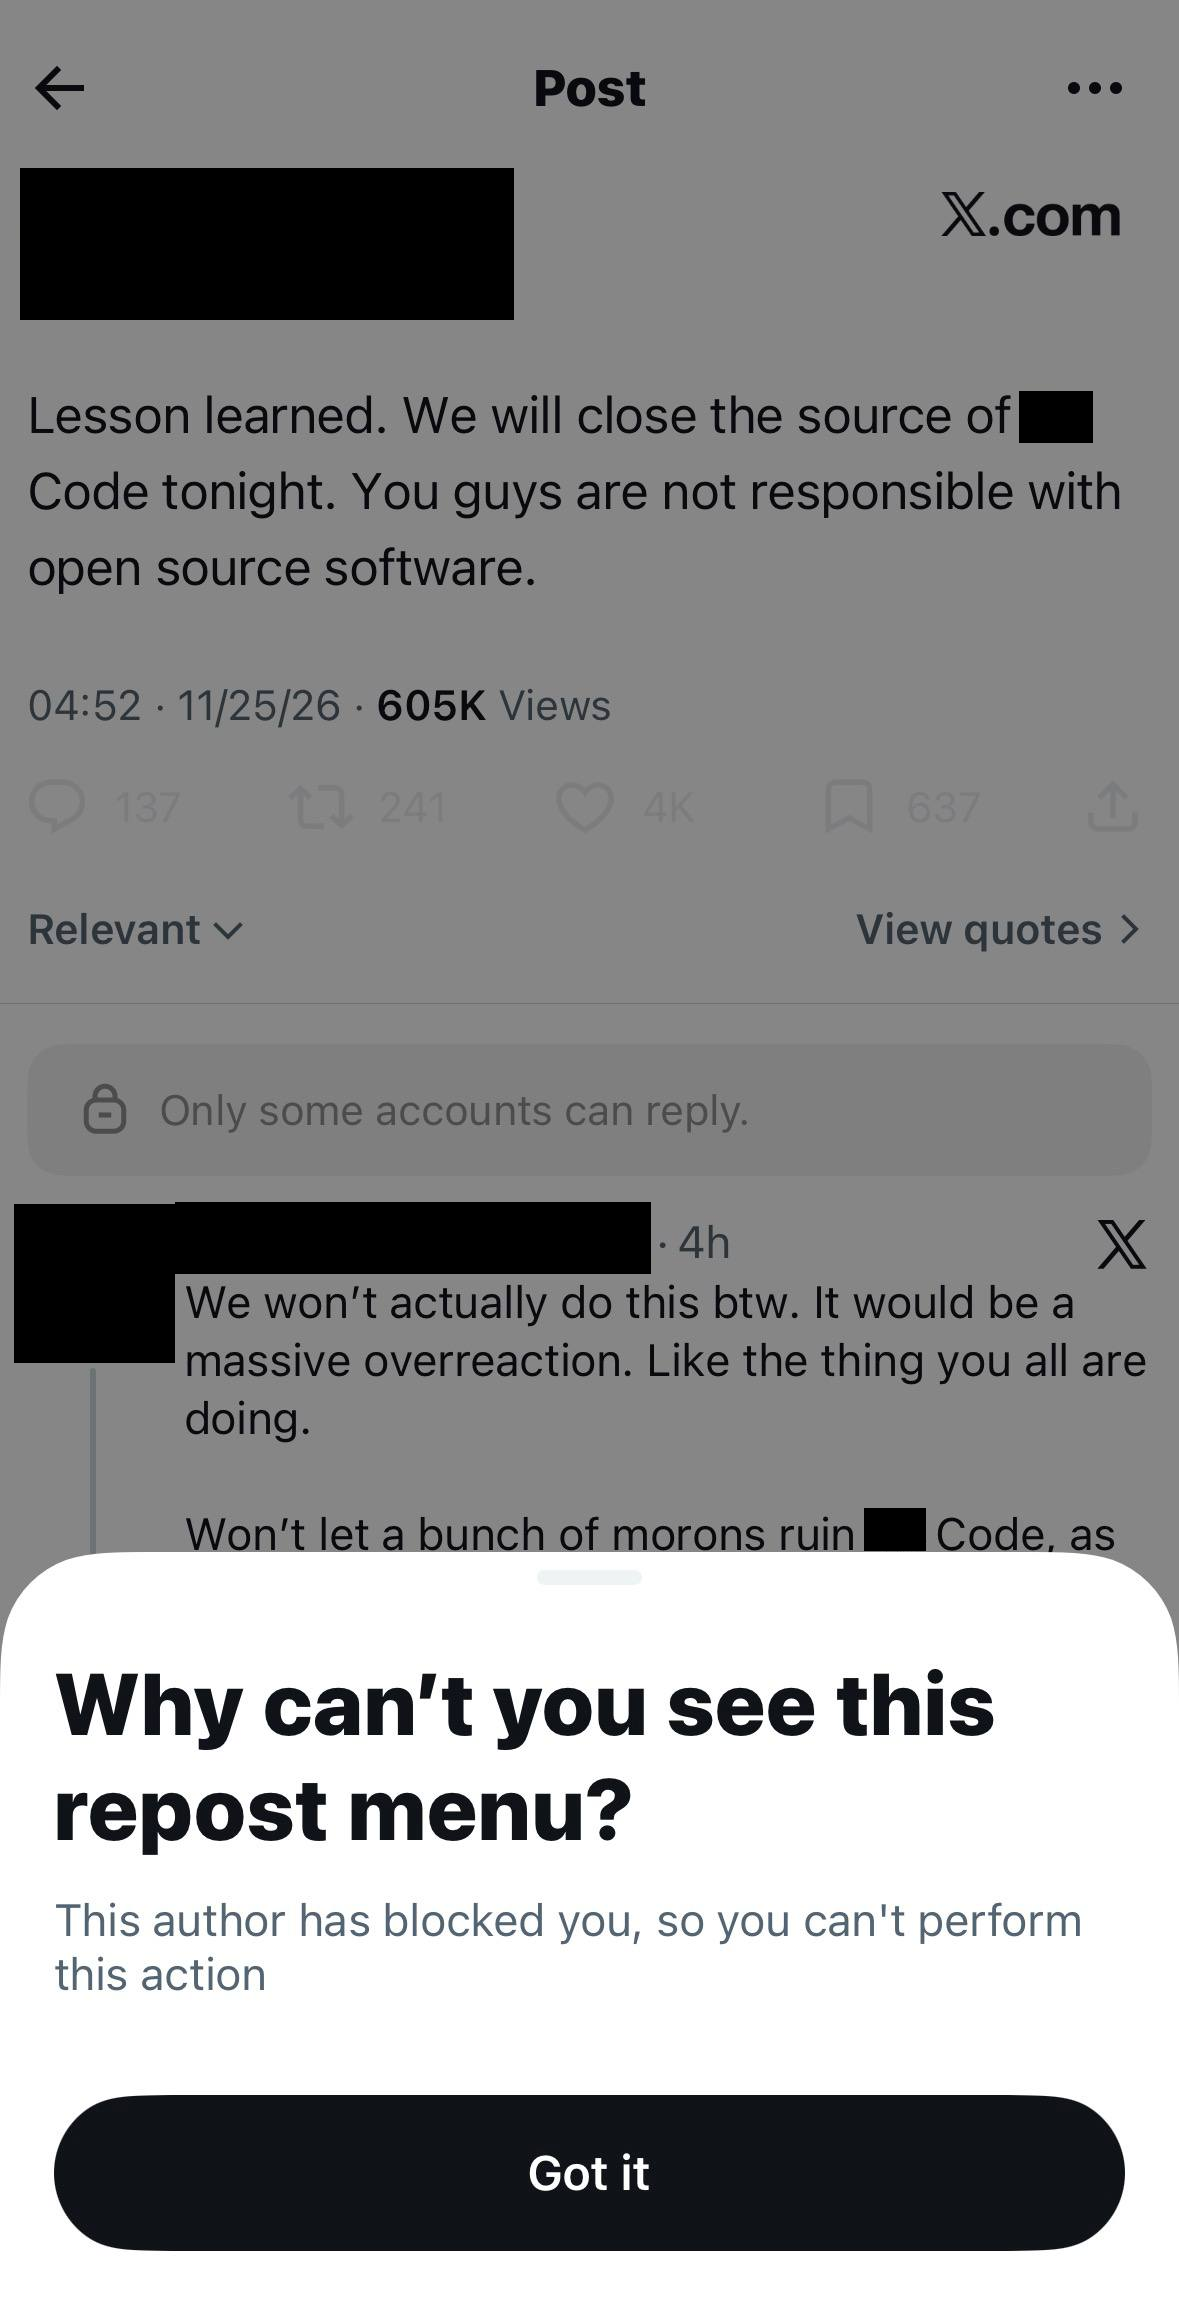 Post
X.com
Lesson learned. We will close the source of
Code tonight. You guys are not responsible with
open source software.
04:52 · 11/25/26 · 605K Views
137 241 4K 637
Relevant View quotes
Only some accounts can reply.
· 4h
We won’t actually do this btw. It would be a
massive overreaction. Like the thing you all are
doing.
Won’t let a bunch of morons ruin Code, as
Why can’t you see this
repost menu?
This author has blocked you, so you can't perform
this action
Got it